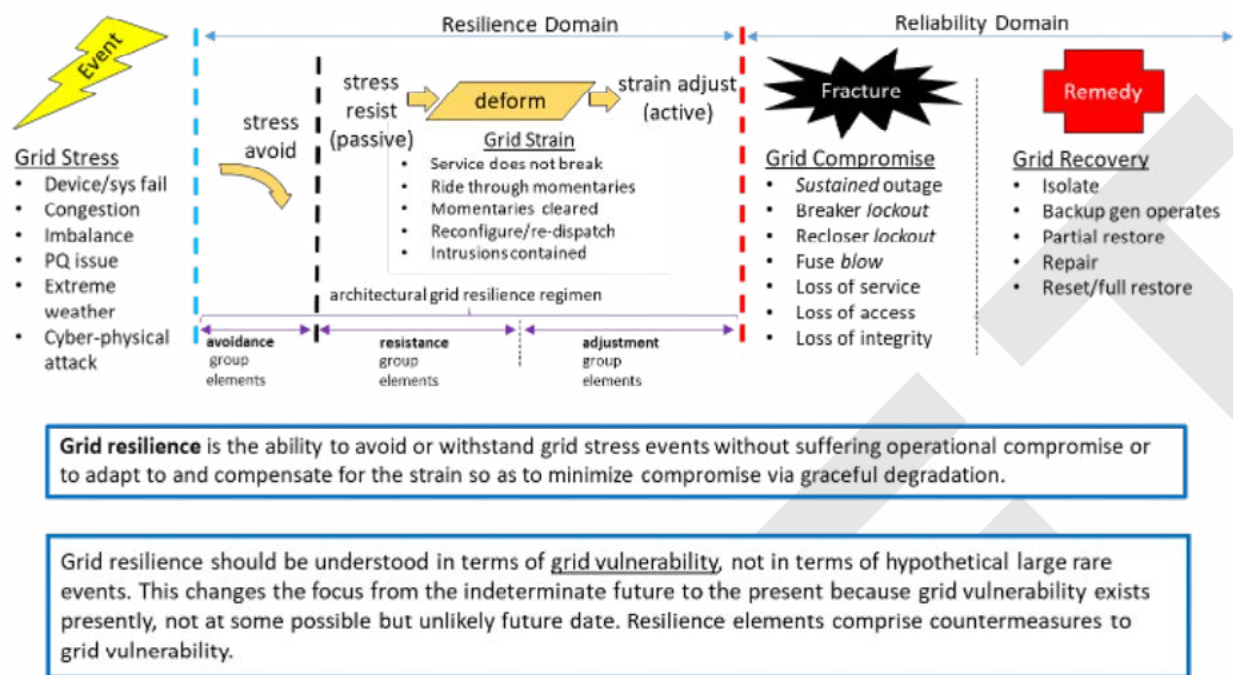 Resilience Domain
Reliability Domain
Event
Grid Stress
• Device/sys fail
• Congestion
• Imbalance
• PQ issue
• Extreme
weather
• Cyber-physical
attack
stress
avoid
stress
resist
(passive)
deform
strain adjust
(active)
Grid Strain
• Service does not break
• Ride through momentaries
• Momentaries cleared
• Reconfigure/re-dispatch
• Intrusions contained
architectural grid resilience regimen
avoidance
group
elements
resistance
group
elements
adjustment
group
elements
Fracture
Grid Compromise
• Sustained outage
• Breaker lockout
• Recloser lockout
• Fuse blow
• Loss of service
• Loss of access
• Loss of integrity
Remedy
Grid Recovery
• Isolate
• Backup gen operates
• Partial restore
• Repair
• Reset/full restore
Grid resilience is the ability to avoid or withstand grid stress events without suffering operational compromise or
to adapt to and compensate for the strain so as to minimize compromise via graceful degradation.
Grid resilience should be understood in terms of grid vulnerability, not in terms of hypothetical large rare
events. This changes the focus from the indeterminate future to the present because grid vulnerability exists
presently, not at some possible but unlikely future date. Resilience elements comprise countermeasures to
grid vulnerability.